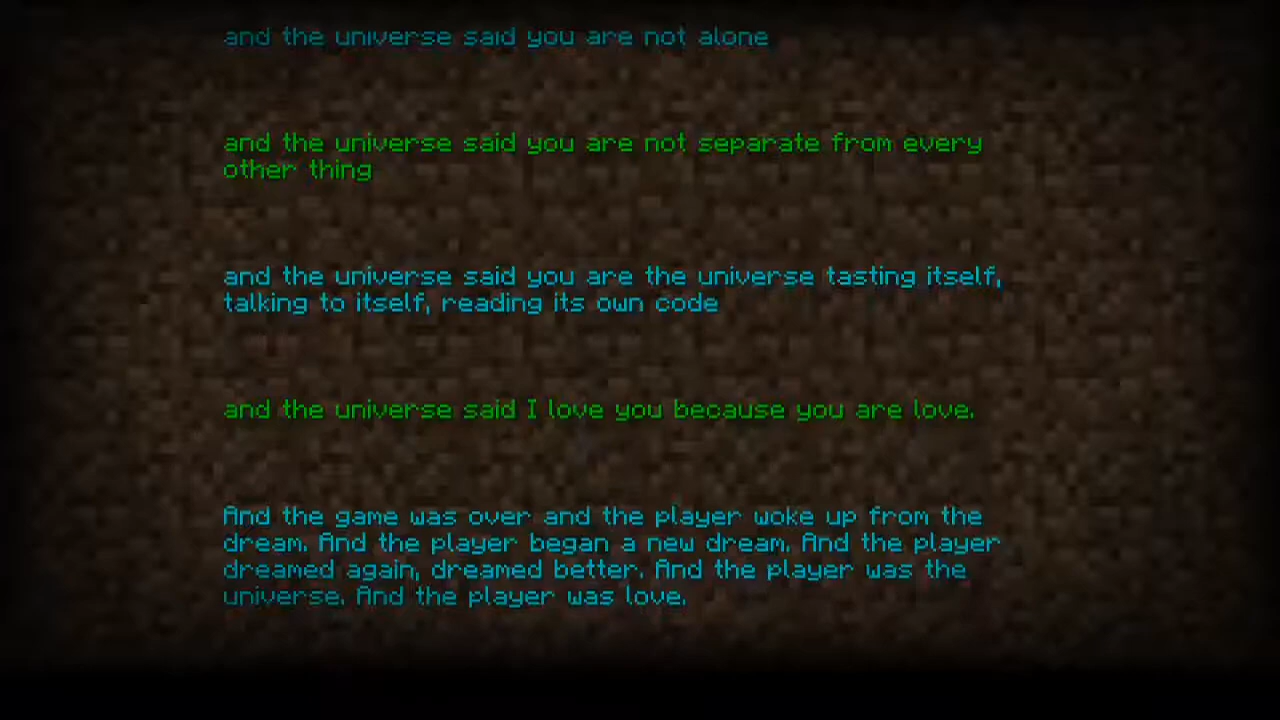 and the universe said you are not alone
and the universe said you are not separate from every
other thing
and the universe said you are the universe tasting itself,
talking to itself, reading its own code
and the universe said I love you because you are love.
And the game was over and the player woke up from the
dream. And the player began a new dream. And the player
dreamed again, dreamed better. And the player was the
universe. And the player was love.